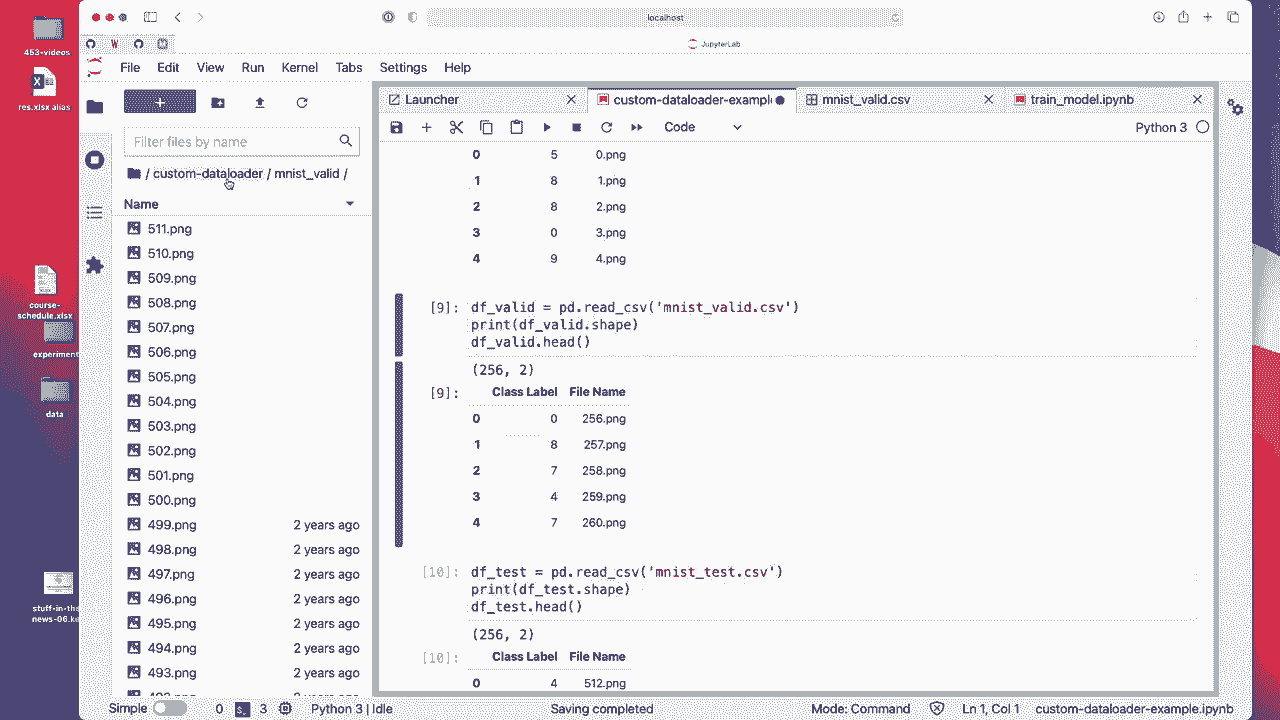 localhost
JupyterLab
453-videos
res.xlsx alias
course-
schedule.xlsx
experiment
data
stuff-in-the
news-06.ke
File Edit View Run Kernel Tabs Settings Help
Filter files by name
/ custom-dataloader / mnist_valid /
Name
511.png
510.png
509.png
508.png
507.png
506.png
505.png
504.png
503.png
502.png
501.png
500.png
499.png 2 years ago
498.png 2 years ago
497.png 2 years ago
496.png 2 years ago
495.png 2 years ago
494.png 2 years ago
493.png 2 years ago
Launcher
custom-dataloader-example
mnist_valid.csv
train_model.ipynb
Code
Python 3
0 5 0.png
1 8 1.png
2 8 2.png
3 0 3.png
4 9 4.png
[9]: df_valid = pd.read_csv('mnist_valid.csv')
print(df_valid.shape)
df_valid.head()
(256, 2)
[9]: Class Label File Name
0 0 256.png
1 8 257.png
2 7 258.png
3 4 259.png
4 7 260.png
[10]: df_test = pd.read_csv('mnist_test.csv')
print(df_test.shape)
df_test.head()
(256, 2)
[10]: Class Label File Name
0 4 512.png
Simple 0 $_ 3 Python 3 | Idle Saving completed Mode: Command Ln 1, Col 1 custom-dataloader-example.ipynb